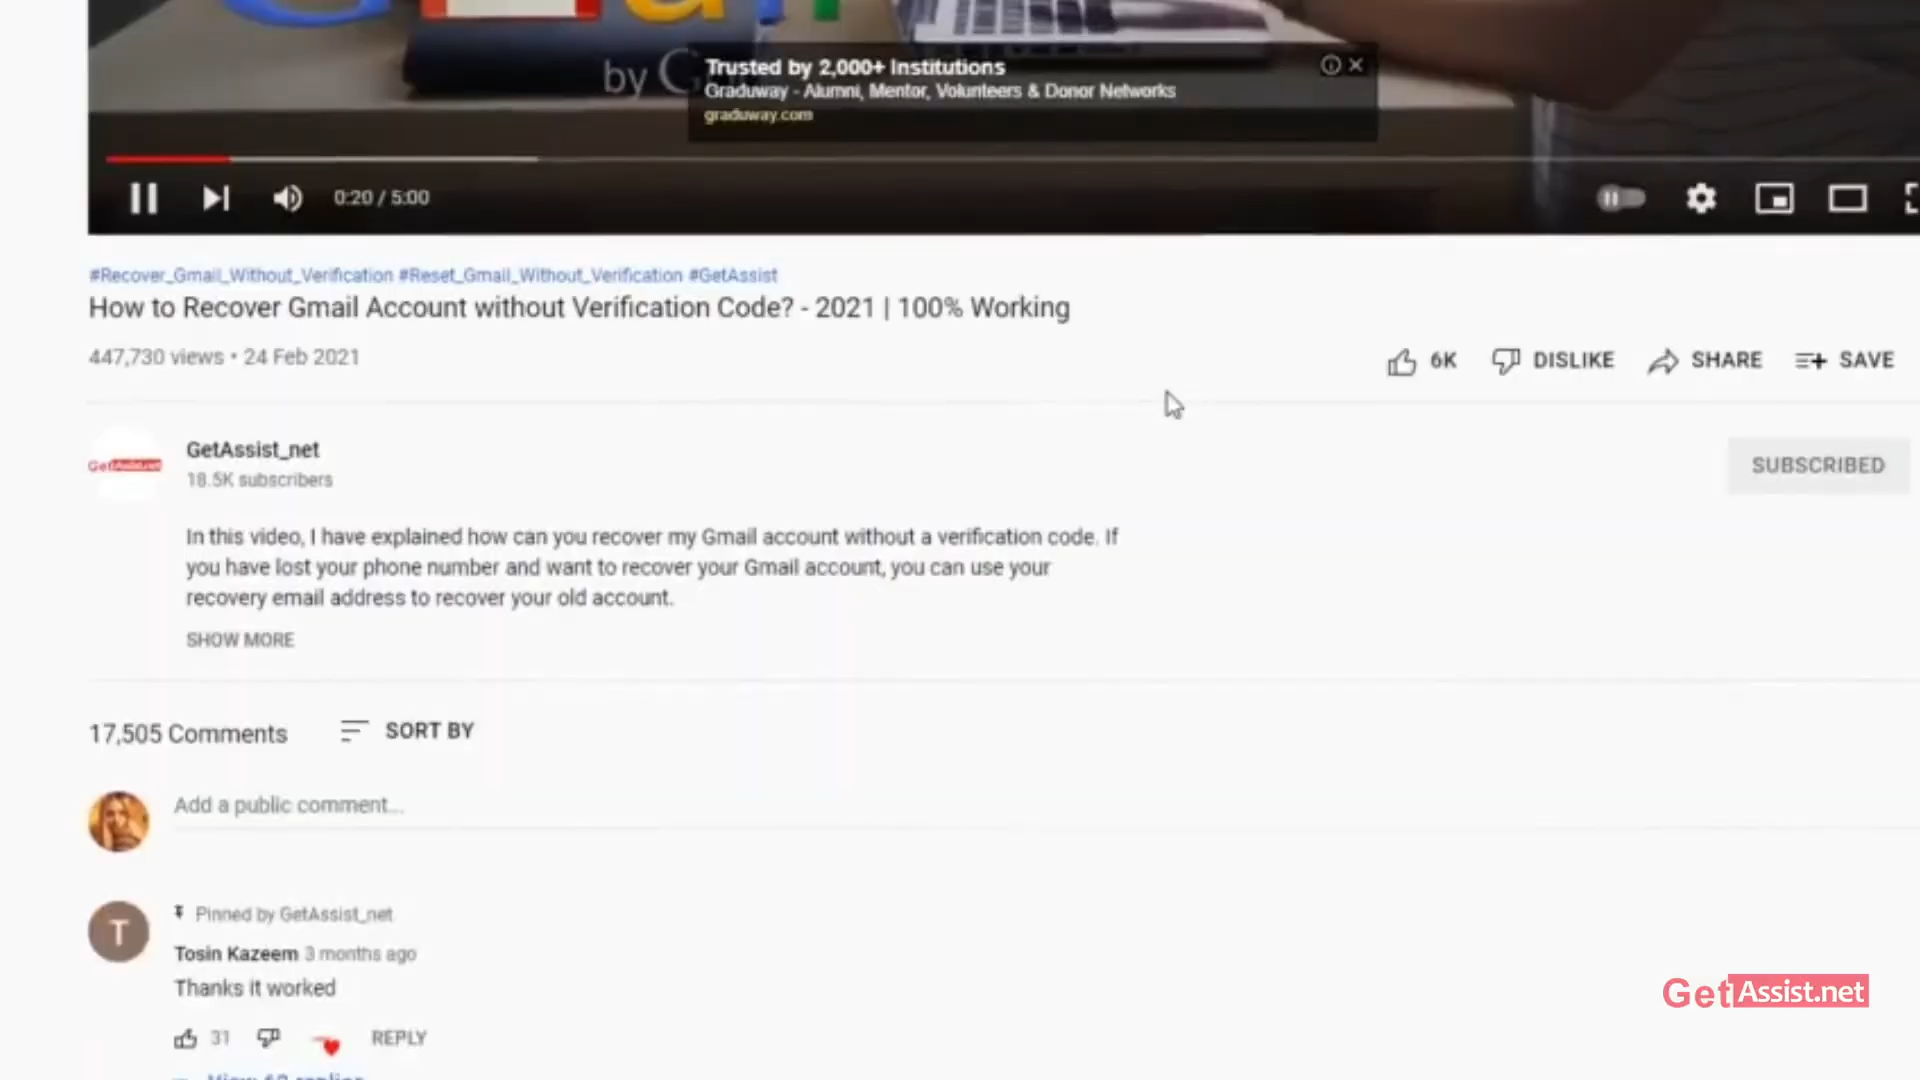 by G
Trusted by 2,000+ Institutions
Graduway - Alumni, Mentor, Volunteers & Donor Networks
graduway.com
0:20 / 5:00
#Recover_Gmail_Without_Verification #Reset_Gmail_Without_Verification #GetAssist
How to Recover Gmail Account without Verification Code? - 2021 | 100% Working
447,730 views • 24 Feb 2021
6K DISLIKE SHARE SAVE
GetAssist_net
18.5K subscribers
SUBSCRIBED
In this video, I have explained how can you recover my Gmail account without a verification code. If
you have lost your phone number and want to recover your Gmail account, you can use your
recovery email address to recover your old account.
SHOW MORE
17,505 Comments SORT BY
Add a public comment...
T
Pinned by GetAssist_net
Tosin Kazeem 3 months ago
Thanks it worked
31 REPLY
GetAssist.net